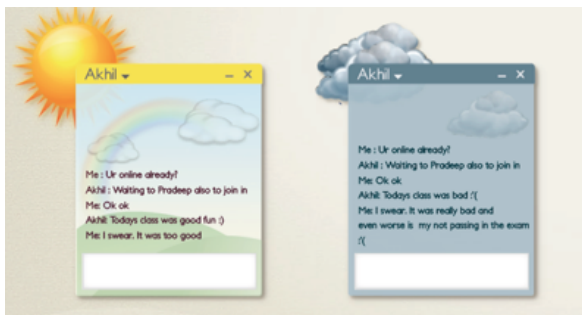 Akhil
Me : Ur online already?
Akhil : Waiting to Pradeep also to join in
Me: Ok ok
Akhil: Todays class was good fun :)
Me: I swear. It was too good
Akhil
Me : Ur online already?
Akhil : Waiting to Pradeep also to join in
Me: Ok ok
Akhil: Todays class was bad :'(
Me: I swear. It was really bad and
even worse is my not passing in the exam
:'(